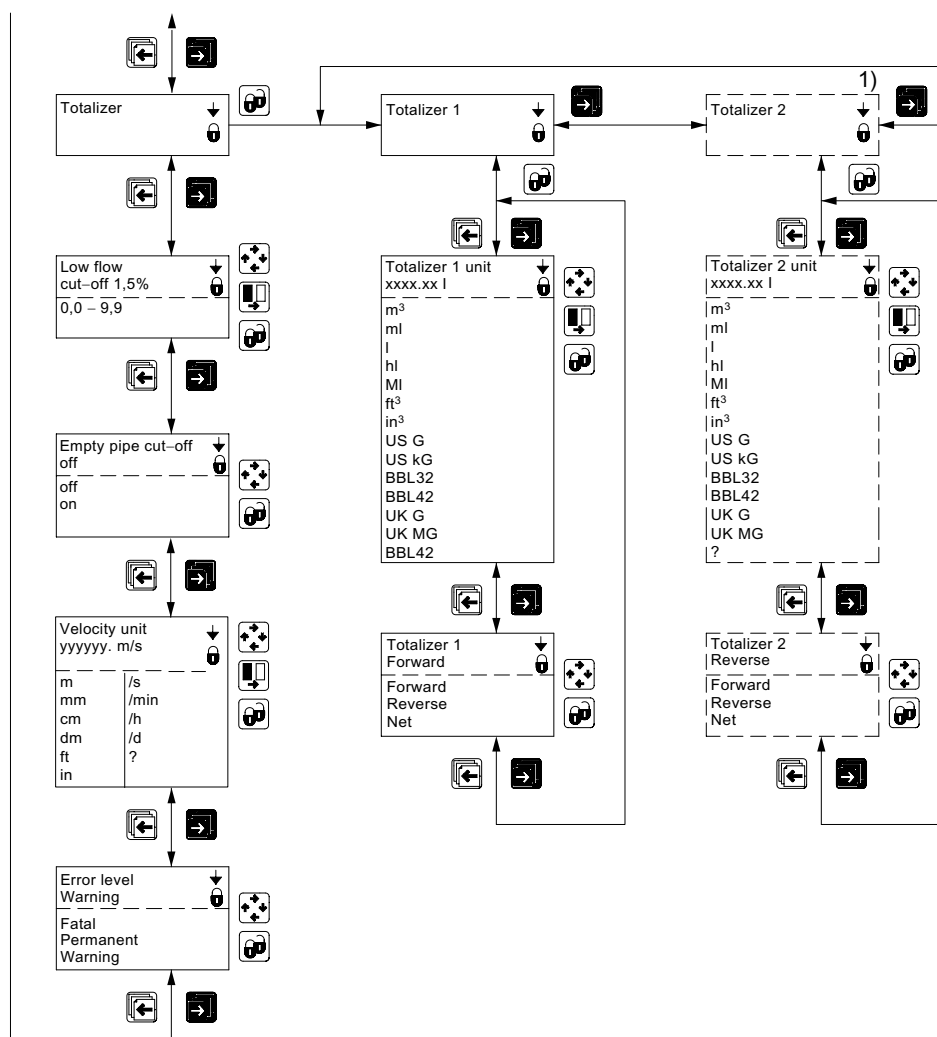 Totalizer
Low flow
cut–off 1,5%
0,0 – 9,9
Empty pipe cut–off
off
off
on
Velocity unit
yyyyyy. m/s
m /s
mm /min
cm /h
dm /d
ft ?
in
Error level
Warning
Fatal
Permanent
Warning
Totalizer 1
Totalizer 1 unit
xxxx.xx l
m³
ml
l
hl
Ml
ft³
in³
US G
US kG
BBL32
BBL42
UK G
UK MG
BBL42
Totalizer 1
Forward
Forward
Reverse
Net
1)
Totalizer 2
Totalizer 2 unit
xxxx.xx l
m³
ml
l
hl
Ml
ft³
in³
US G
US kG
BBL32
BBL42
UK G
UK MG
?
Totalizer 2
Reverse
Forward
Reverse
Net